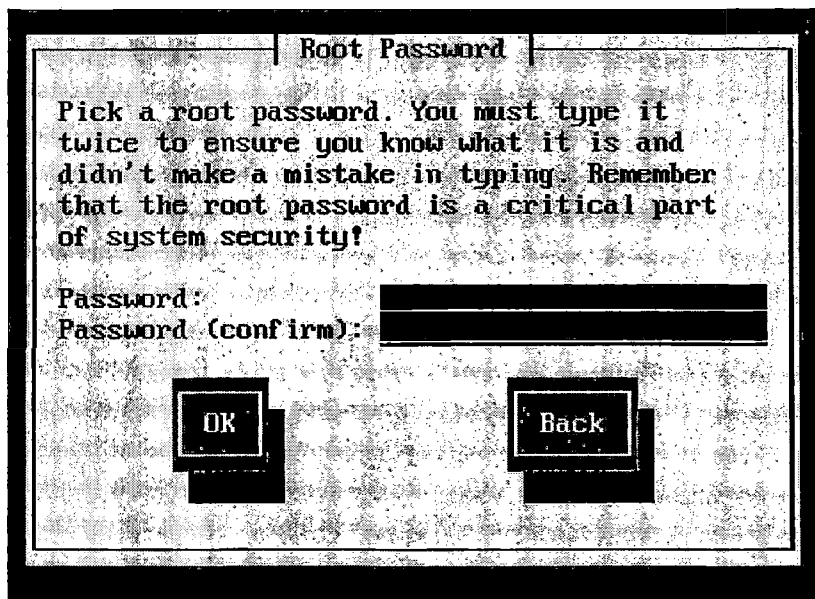 Root Password
Pick a root password. You must type it
twice to ensure you know what it is and
didn't make a mistake in typing. Remember
that the root password is a critical part
of system security!
Password:
Password (confirm):
OK Back